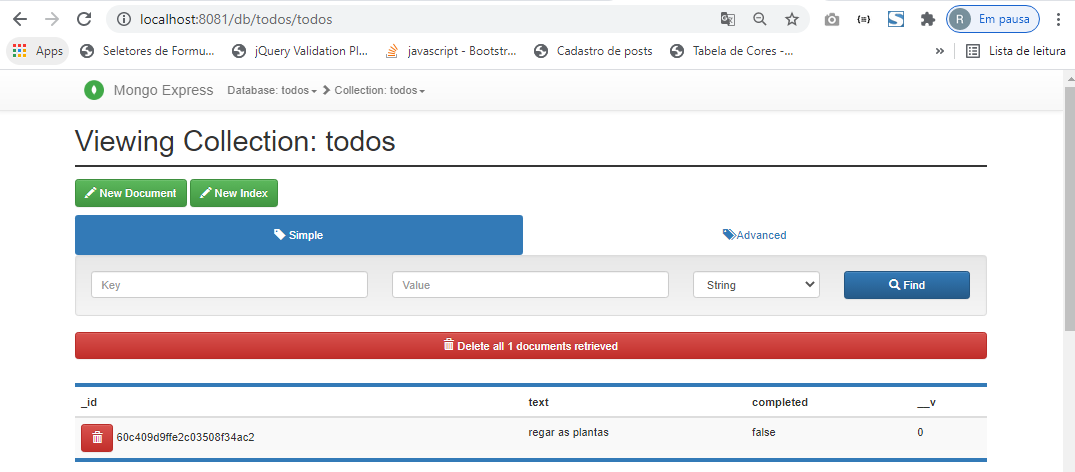 localhost:8081/db/todos/todos
R Em pausa
Apps Seletores de Formu... jQuery Validation Pl... javascript - Bootstr... Cadastro de posts Tabela de Cores -... » Lista de leitura
Mongo Express Database: todos Collection: todos
Viewing Collection: todos
New Document New Index
Simple Advanced
Key Value String Find
Delete all 1 documents retrieved
_id text completed __v
60c409d9ffe2c03508f34ac2 regar as plantas false 0